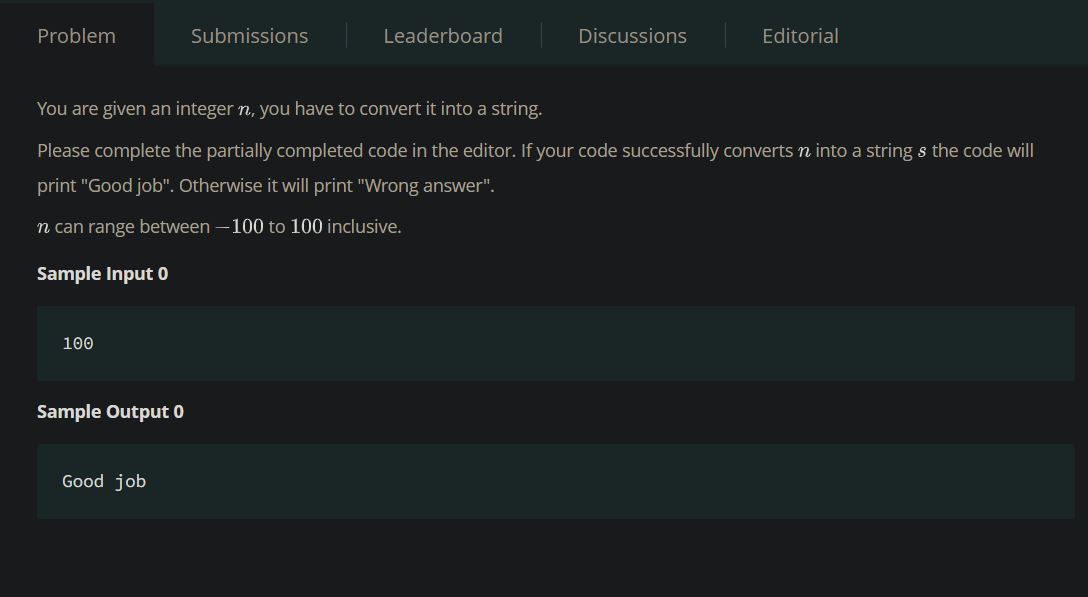 Problem
Submissions
Leaderboard
Discussions
Editorial
You are given an integer n, you have to convert it into a string.
Please complete the partially completed code in the editor. If your code successfully converts n into a string s the code will
print "Good job". Otherwise it will print "Wrong answer".
n can range between −100 to 100 inclusive.
Sample Input 0
100
Sample Output 0
Good job